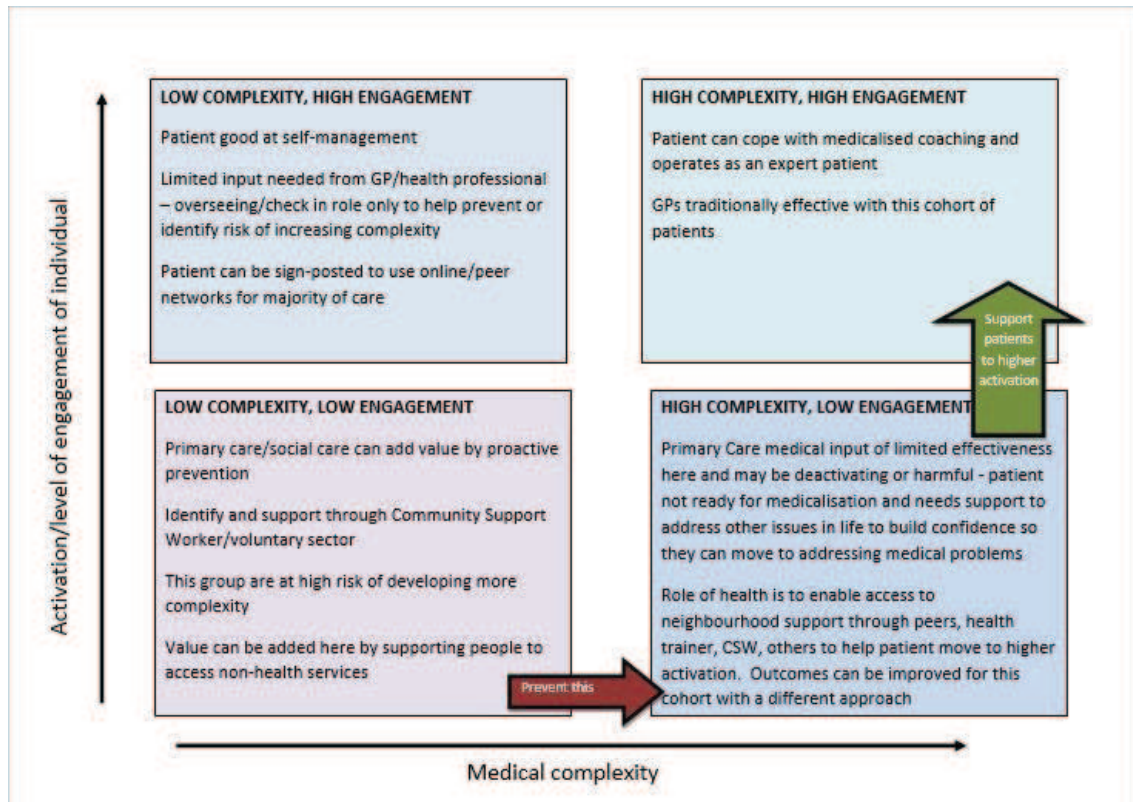 Activation/level of engagement of individual
LOW COMPLEXITY, HIGH ENGAGEMENT
Patient good at self-management
Limited input needed from GP/health professional
– overseeing/check in role only to help prevent or
identify risk of increasing complexity
Patient can be sign-posted to use online/peer
networks for majority of care
HIGH COMPLEXITY, HIGH ENGAGEMENT
Patient can cope with medicalised coaching and
operates as an expert patient
GPs traditionally effective with this cohort of
patients
Support
patients
to higher
activation
LOW COMPLEXITY, LOW ENGAGEMENT
Primary care/social care can add value by proactive
prevention
Identify and support through Community Support
Worker/voluntary sector
This group are at high risk of developing more
complexity
Value can be added here by supporting people to
access non-health services
Prevent this
HIGH COMPLEXITY, LOW ENGAGEMENT
Primary Care medical input of limited effectiveness
here and may be deactivating or harmful - patient
not ready for medicalisation and needs support to
address other issues in life to build confidence so
they can move to addressing medical problems
Role of health is to enable access to
neighbourhood support through peers, health
trainer, CSW, others to help patient move to higher
activation. Outcomes can be improved for this
cohort with a different approach
Medical complexity